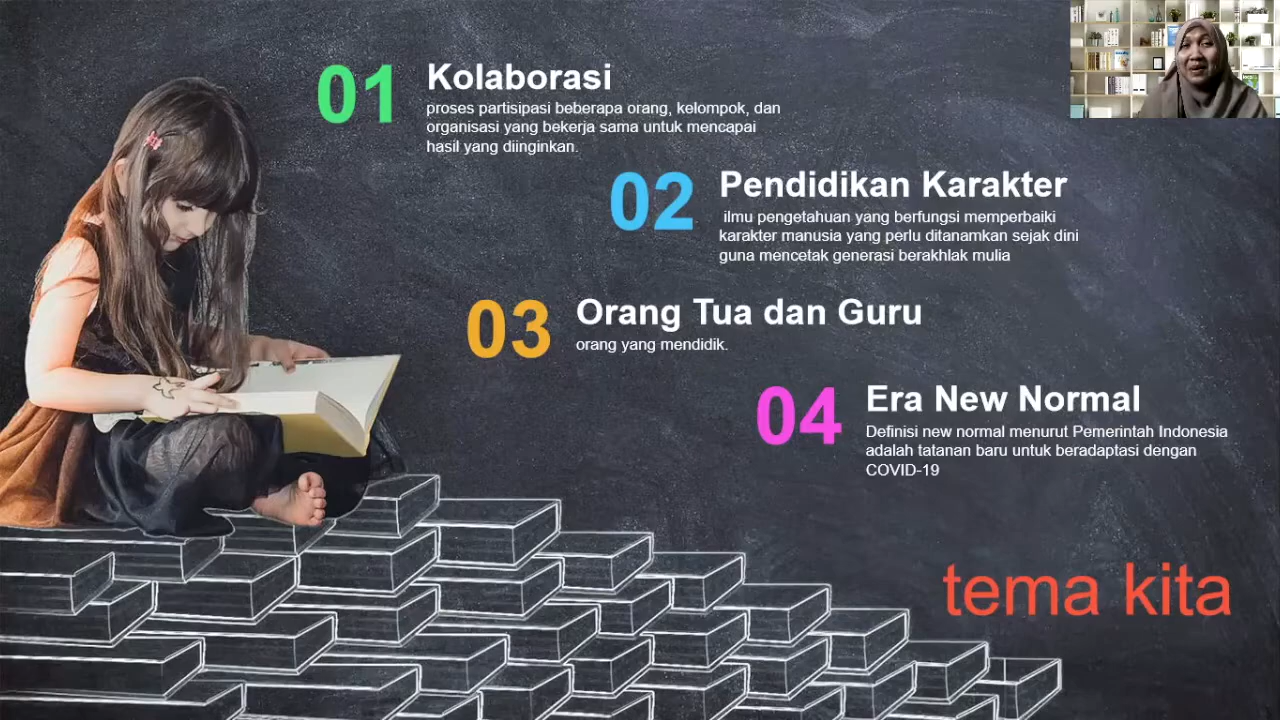 01
Kolaborasi
proses partisipasi beberapa orang, kelompok, dan
organisasi yang bekerja sama untuk mencapai
hasil yang diinginkan.
02
Pendidikan Karakter
ilmu pengetahuan yang berfungsi memperbaiki
karakter manusia yang perlu ditanamkan sejak dini
guna mencetak generasi berakhlak mulia
03
Orang Tua dan Guru
orang yang mendidik.
04
Era New Normal
Definisi new normal menurut Pemerintah Indonesia
adalah tatanan baru untuk beradaptasi dengan
COVID-19
tema kita